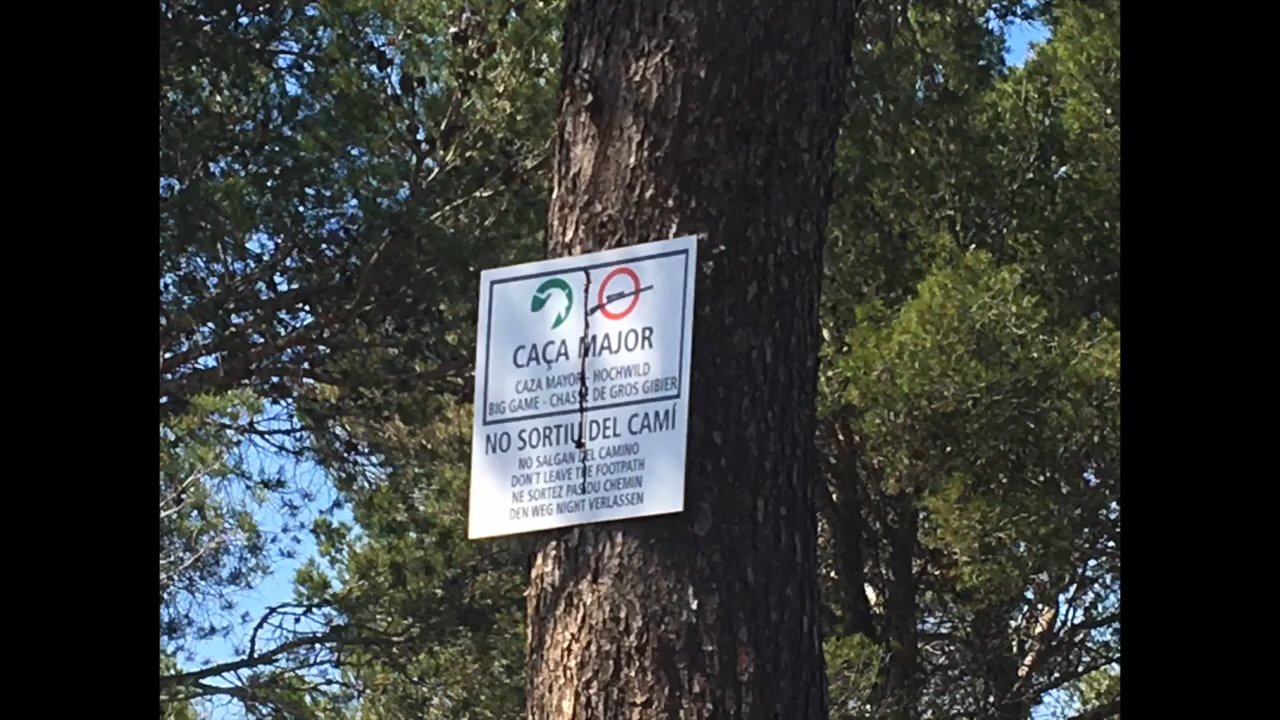 CAÇA MAJOR
CAZA MAYOR - HOCHWILD
BIG GAME - CHASSE DE GROS GIBIER
NO SORTIU DEL CAMÍ
NO SALGAN DEL CAMINO
DON'T LEAVE THE FOOTPATH
NE SORTEZ PAS DU CHEMIN
DEN WEG NIGHT VERLASSEN